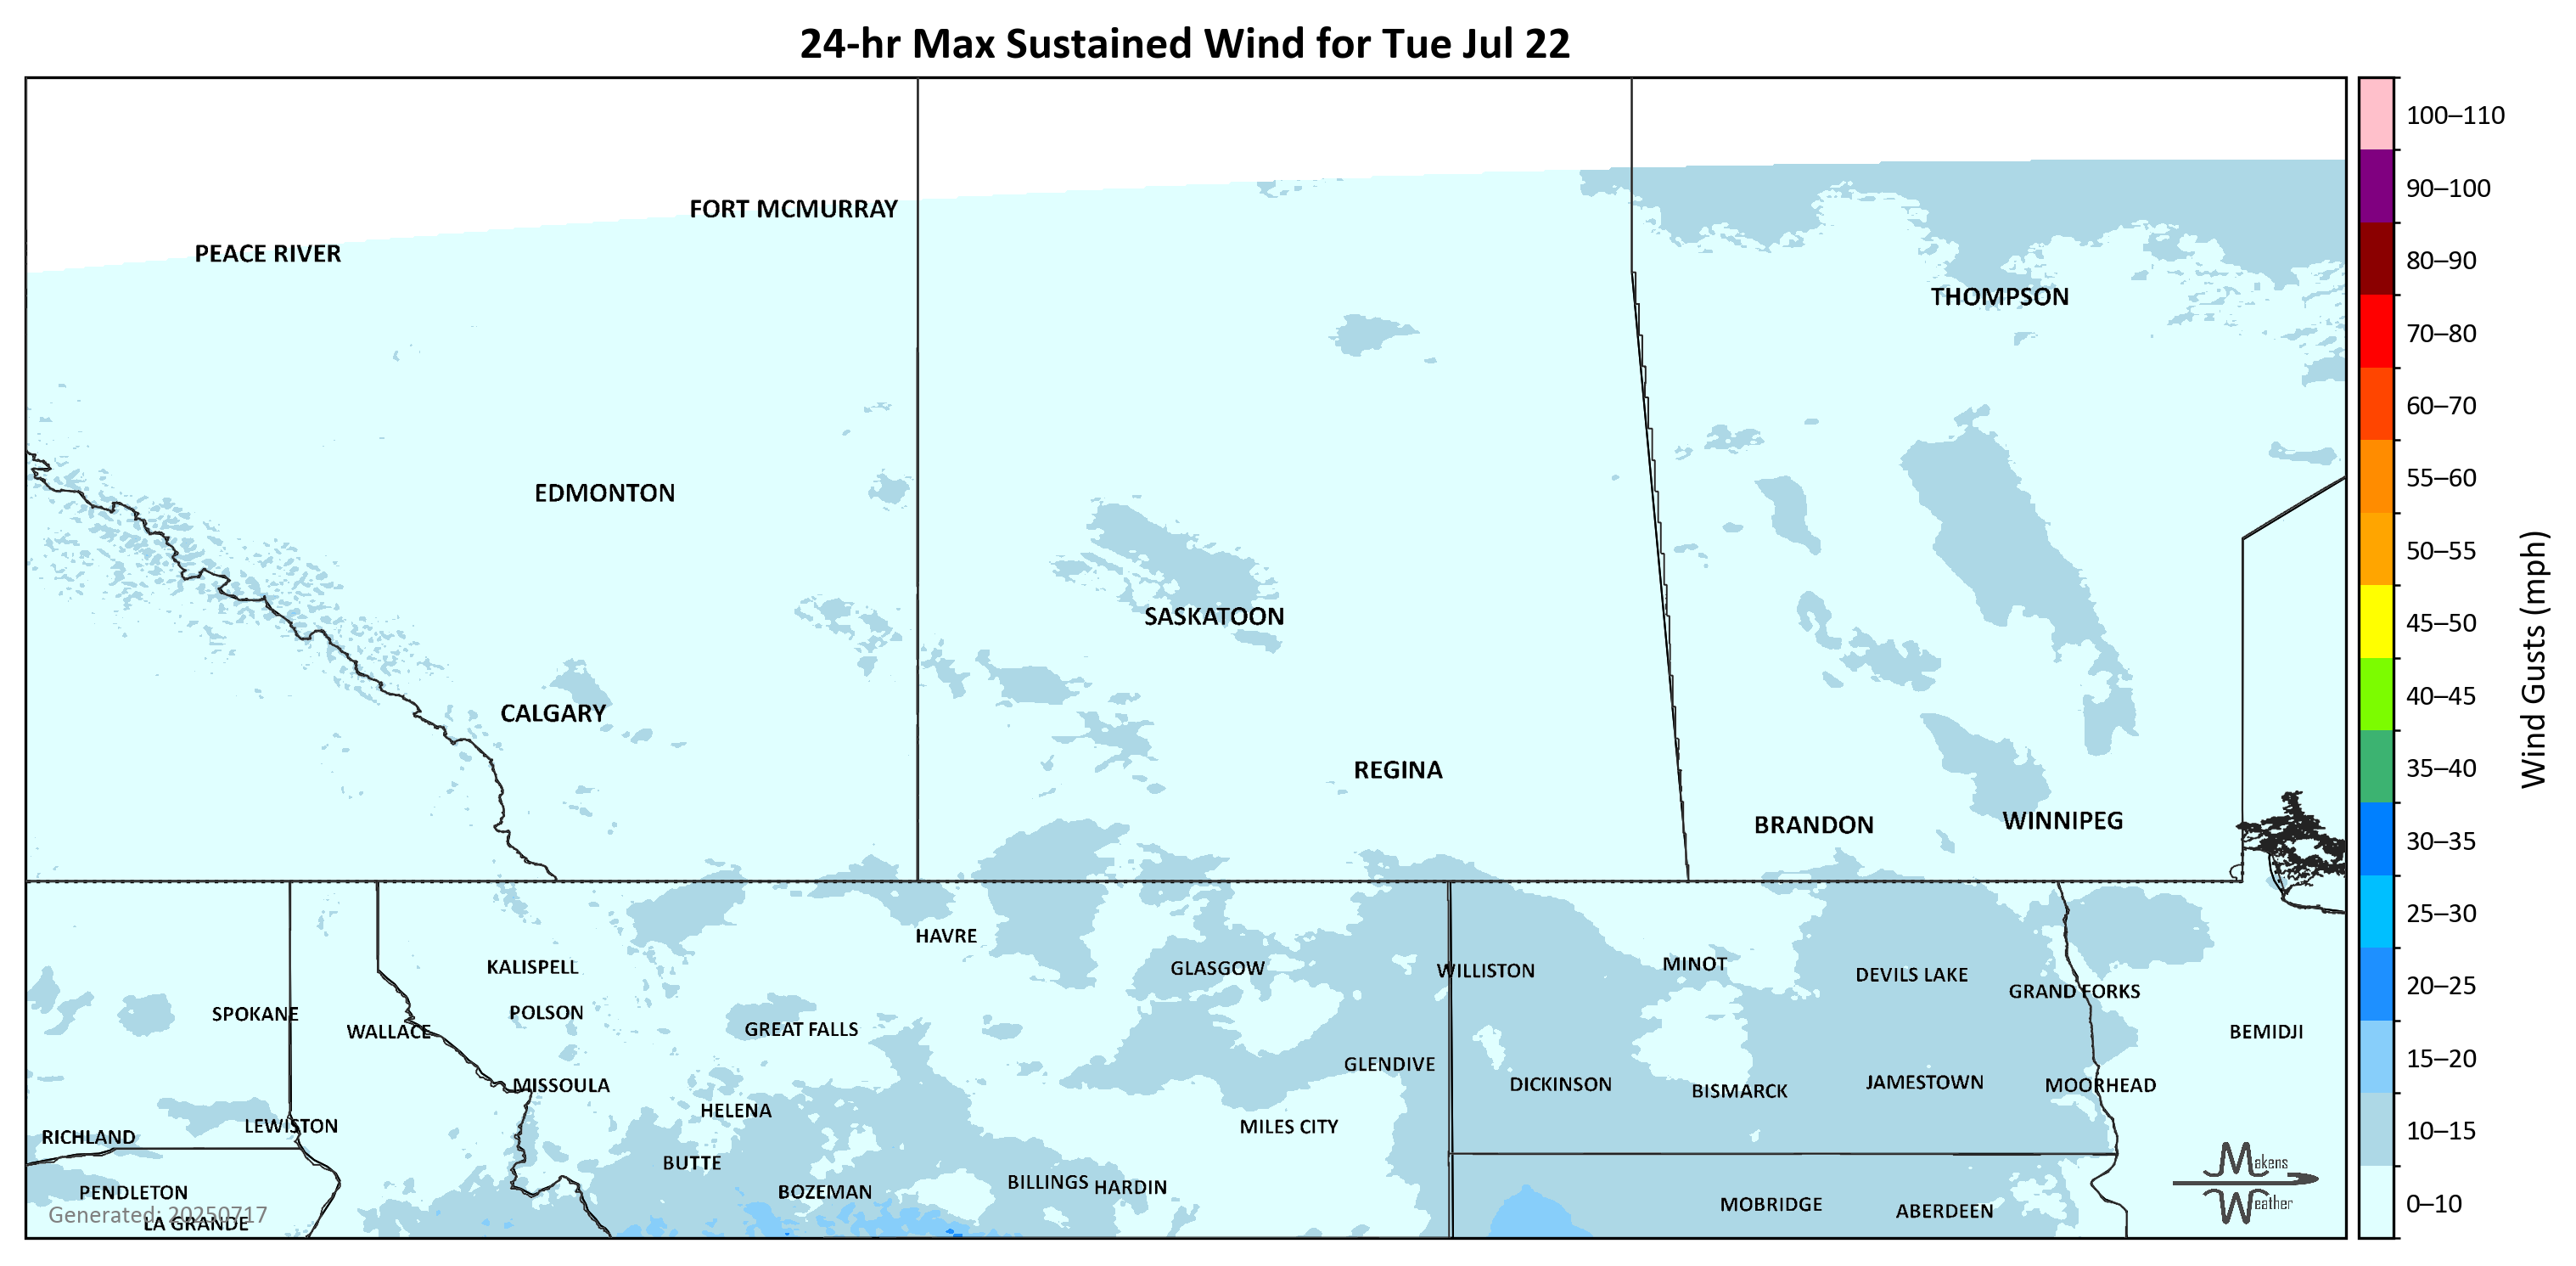 24-hr Max Sustained Wind for Tue Jul 22
FORT MCMURRAY
PEACE RIVER
THOMPSON
EDMONTON
SASKATOON
CALGARY
REGINA
WINNIPEG
BRANDON
HAVRE
MINOT
KALISPELL
GLASGOW
WILLISTON
DEVILS LAKE
GRAND FORKS
POLSON
SPOKANE
GREAT FALLS
WALLACE
BEMIDJI
GLENDIVE
JAMESTOWN
DICKINSON
MISSOULA
MOORHEAD
BISMARCK
HELENA
LEWISTON
MILES CITY
RICHLAND
BUTTE
BILLINGS
HARDIN
BOZEMAN
PENDLETON
MOBRIDGE
ABERDEEN
Generated: 20250717
LA GRANDE
Makens
Weather
100–110
90–100
80–90
70–80
60–70
55–60
50–55
45–50
40–45
35–40
30–35
25–30
20–25
15–20
10–15
0–10
Wind Gusts (mph)